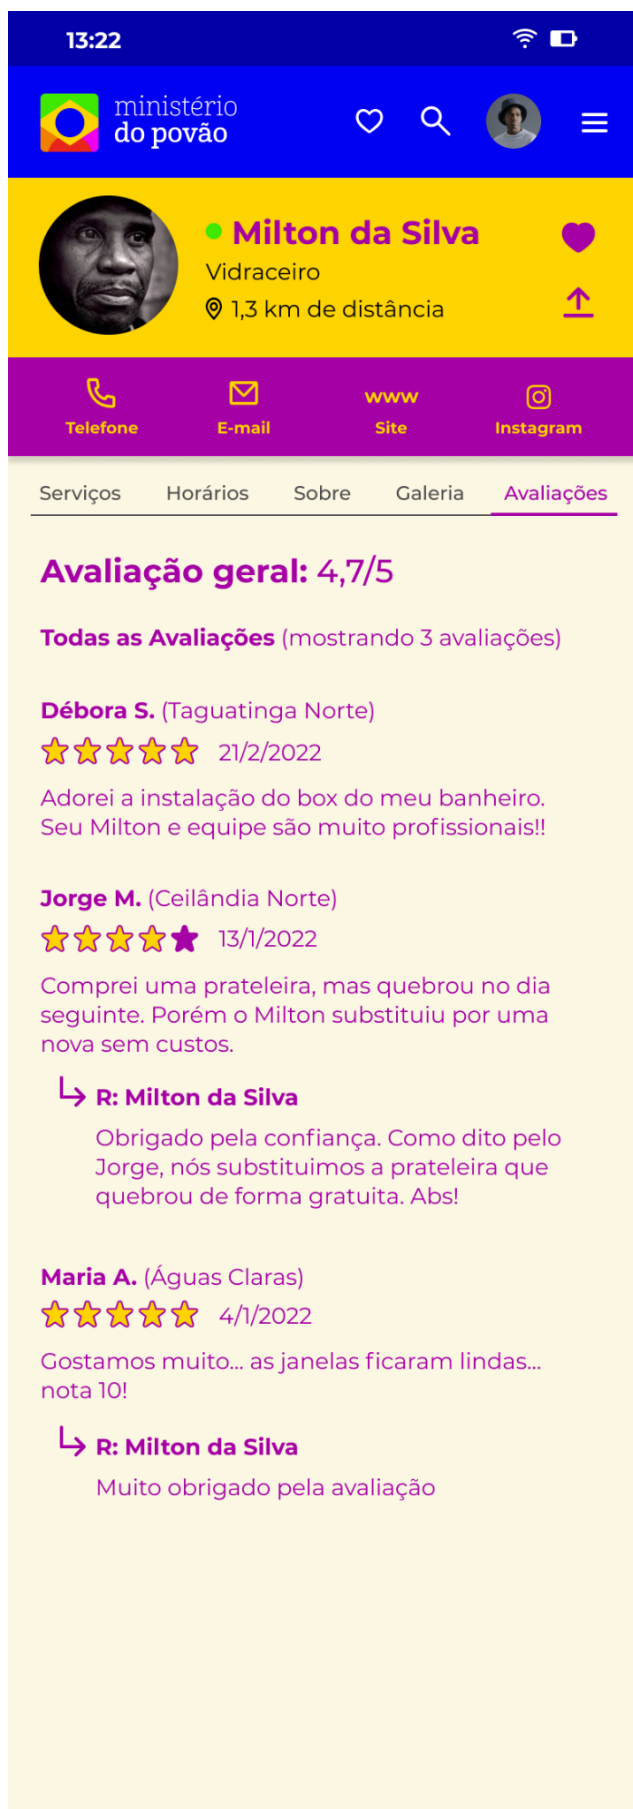 13:22
ministério
do povão
Milton da Silva
Vidraceiro
1,3 km de distância
www
Telefone E-mail Site Instagram
Serviços Horários Sobre Galeria Avaliações
Avaliação geral: 4,7/5
Todas as Avaliações (mostrando 3 avaliações)
Débora S. (Taguatinga Norte)
21/2/2022
Adorei a instalação do box do meu banheiro.
Seu Milton e equipe são muito profissionais!!
Jorge M. (Ceilândia Norte)
13/1/2022
Comprei uma prateleira, mas quebrou no dia
seguinte. Porém o Milton substituiu por uma
nova sem custos.
R: Milton da Silva
Obrigado pela confiança. Como dito pelo
Jorge, nós substituimos a prateleira que
quebrou de forma gratuita. Abs!
Maria A. (Águas Claras)
4/1/2022
Gostamos muito... as janelas ficaram lindas...
nota 10!
R: Milton da Silva
Muito obrigado pela avaliação